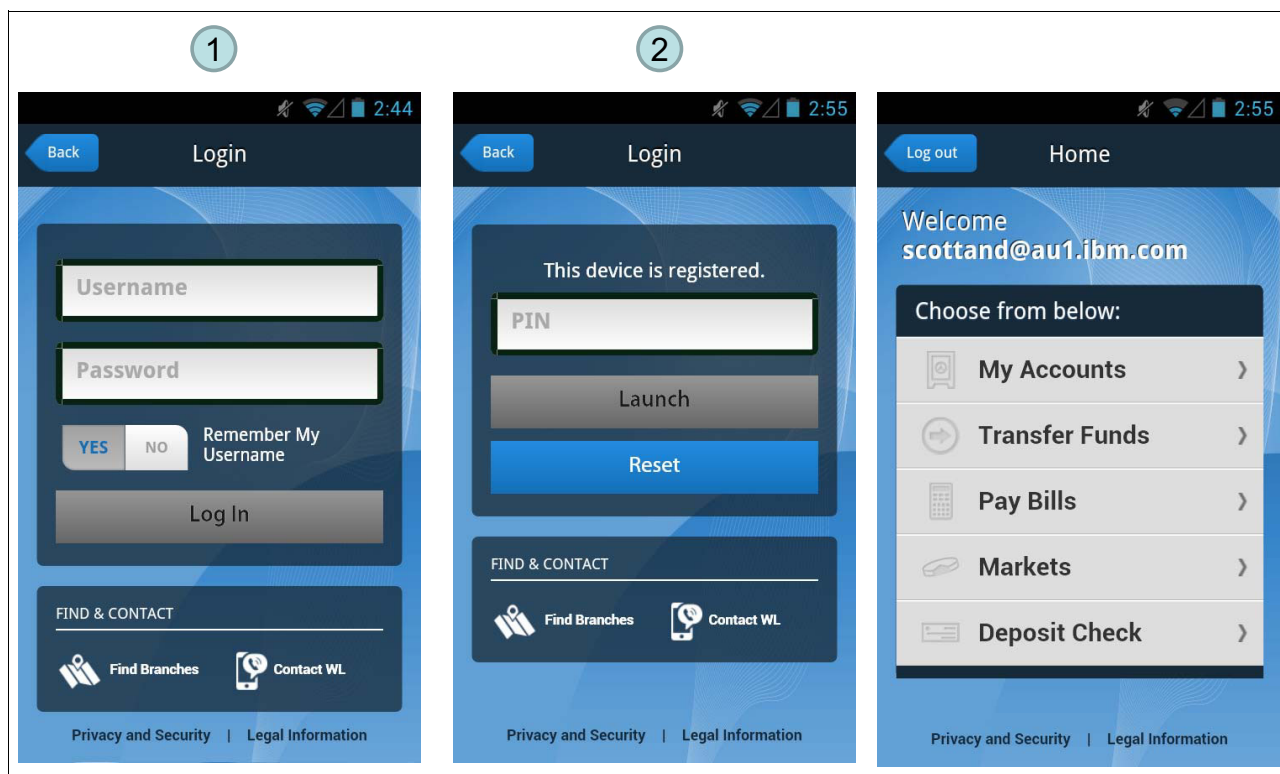 1
2
2:44
Back
Login
Username
Password
YES
NO
Remember My
Username
Log In
FIND & CONTACT
Find Branches
Contact WL
Privacy and Security | Legal Information
2:55
Back
Login
This device is registered.
PIN
Launch
Reset
FIND & CONTACT
Find Branches
Contact WL
Privacy and Security | Legal Information
2:55
Log out
Home
Welcome
scottand@au1.ibm.com
Choose from below:
My Accounts
Transfer Funds
Pay Bills
Markets
Deposit Check
Privacy and Security | Legal Information